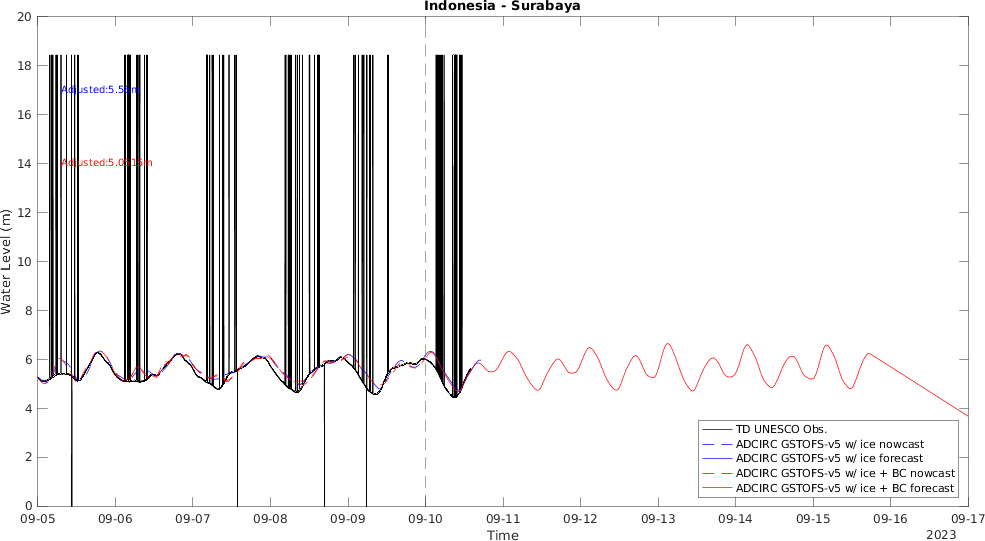 Indonesia - Surabaya
20
18
16
14
12
10
8
6
4
2
0
Water Level (m)
TD UNESCO Obs.
ADCIRC GSTOFS-v5 w/ ice nowcast
ADCIRC GSTOFS-v5 w/ ice forecast
ADCIRC GSTOFS-v5 w/ ice + BC nowcast
ADCIRC GSTOFS-v5 w/ ice + BC forecast
09-05 09-06 09-07 09-08 09-09 09-10 09-11 09-12 09-13 09-14 09-15 09-16 09-17
Time
2023